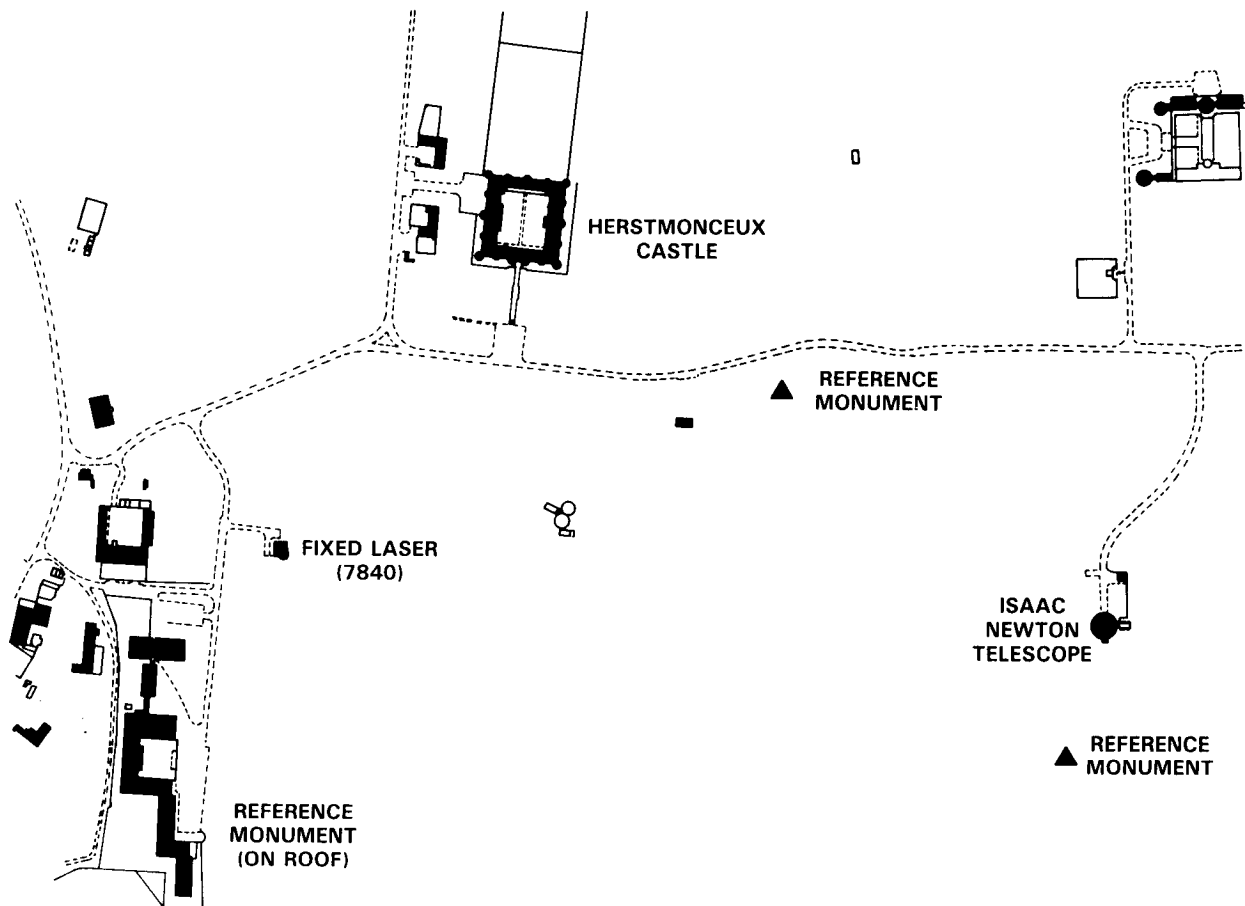 HERSTMONCEUX
CASTLE
REFERENCE
MONUMENT
FIXED LASER
(7840)
ISAAC
NEWTON
TELESCOPE
REFERENCE
MONUMENT
REFERENCE
MONUMENT
(ON ROOF)